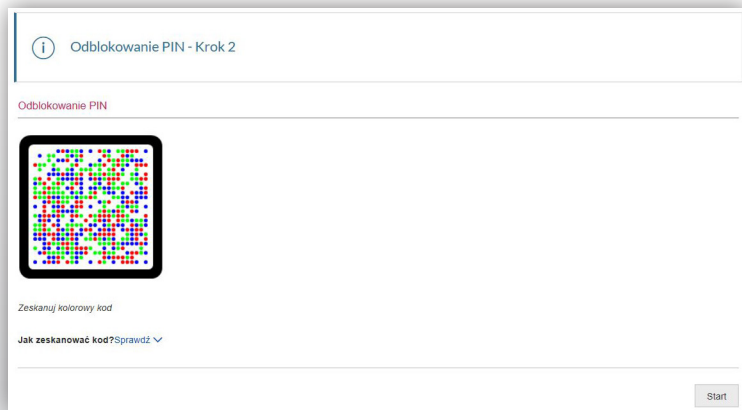 Odblokowanie PIN - Krok 2
Odblokowanie PIN
Zeskanuj kolorowy kod
Jak zeskanować kod?Sprawdź
Start